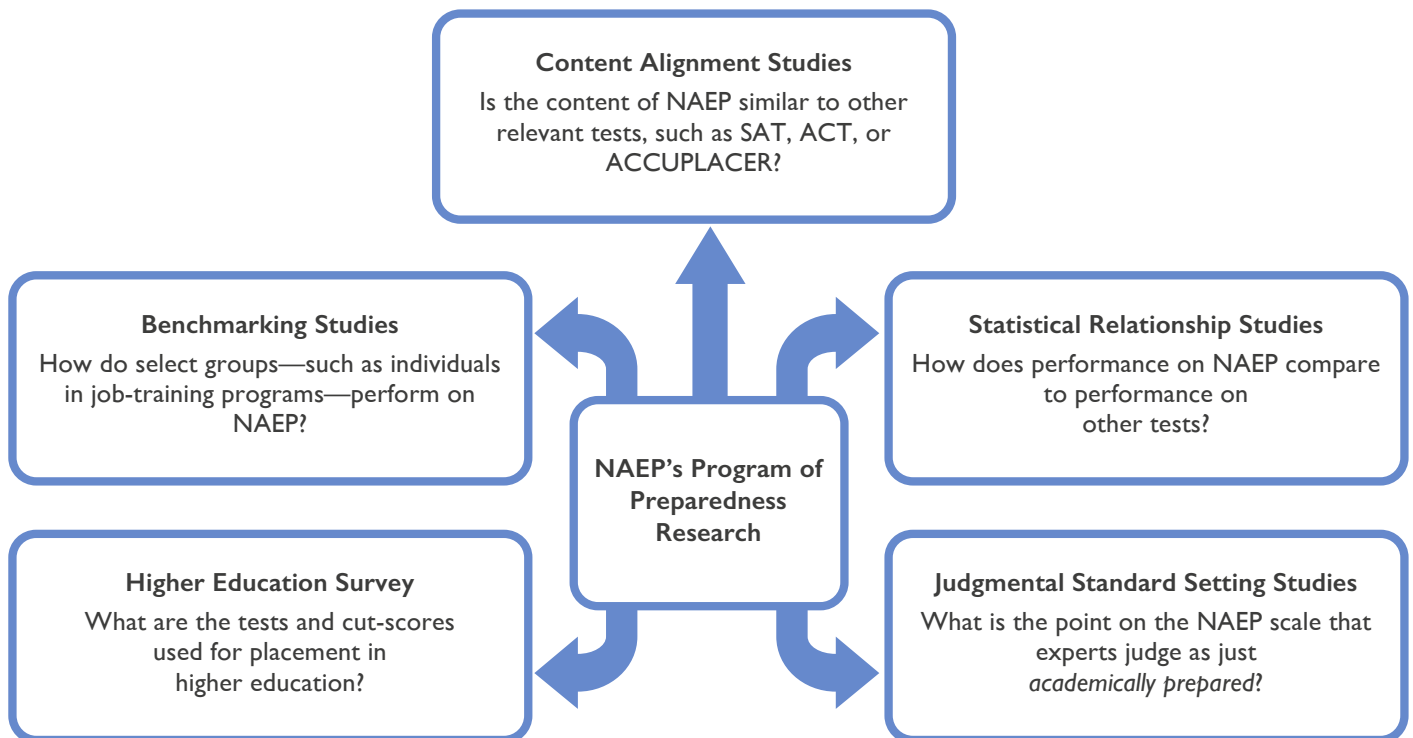 Content Alignment Studies
Is the content of NAEP similar to other
relevant tests, such as SAT, ACT, or
ACCUPLACER?
Benchmarking Studies
How do select groups—such as individuals
in job-training programs—perform on
NAEP?
Statistical Relationship Studies
How does performance on NAEP compare
to performance on
other tests?
NAEP’s Program of
Preparedness
Research
Higher Education Survey
What are the tests and cut-scores
used for placement in
higher education?
Judgmental Standard Setting Studies
What is the point on the NAEP scale that
experts judge as just
academically prepared?